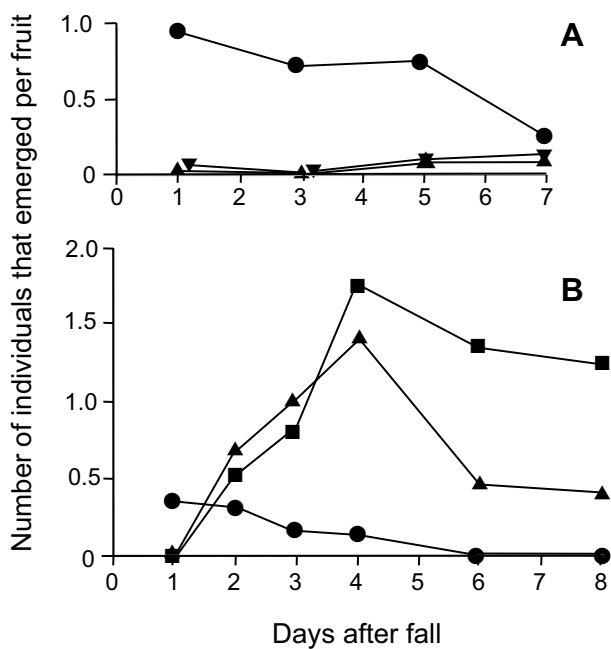 Number of individuals that emerged per fruit
A
1.0
0.5
0
0 1 2 3 4 5 6 7
B
2.0
1.5
1.0
0.5
0
0 1 2 3 4 5 6 7 8
Days after fall